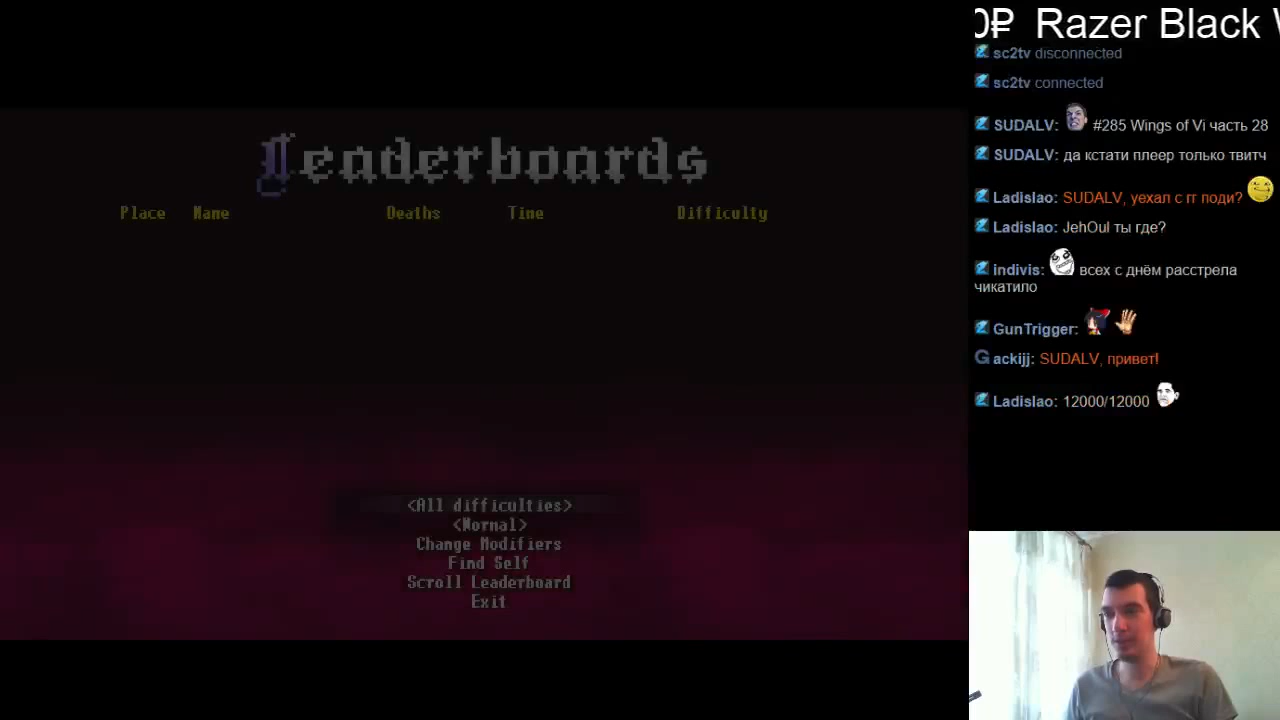 Leaderboards
Place Name Deaths Time Difficulty
<All difficulties>
<Normal>
Change Modifiers
Find Self
Scroll Leaderboard
Exit
0₽ Razer Black
sc2tv disconnected
sc2tv connected
SUDALV: #285 Wings of Vi часть 28
SUDALV: да кстати плеер только твитч
Ladislao: SUDALV, уехал с гг поди?
Ladislao: JehOul ты где?
indivis: всех с днём расстрела
чикатило
GunTrigger:
ackijj: SUDALV, привет!
Ladislao: 12000/12000